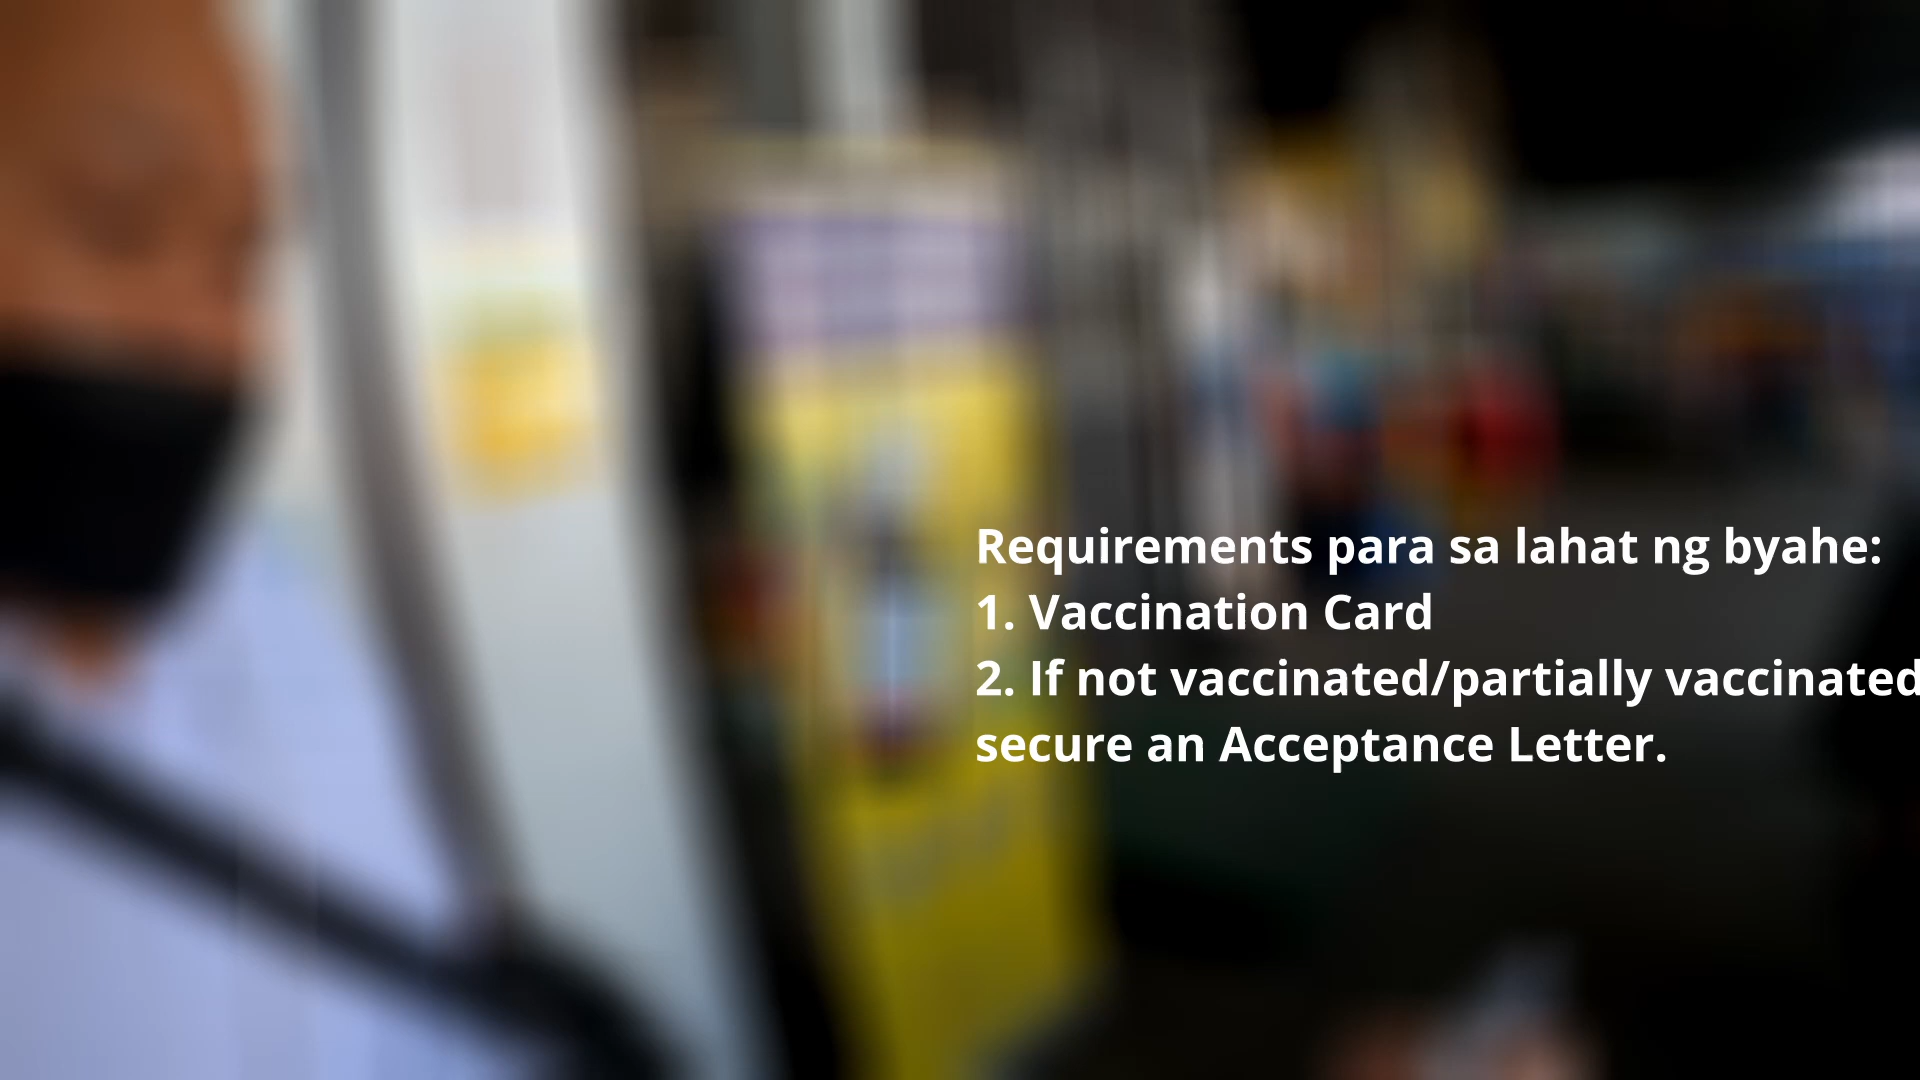 Requirements para sa lahat ng byahe:
1. Vaccination Card
2. If not vaccinated/partially vaccinated
secure an Acceptance Letter.